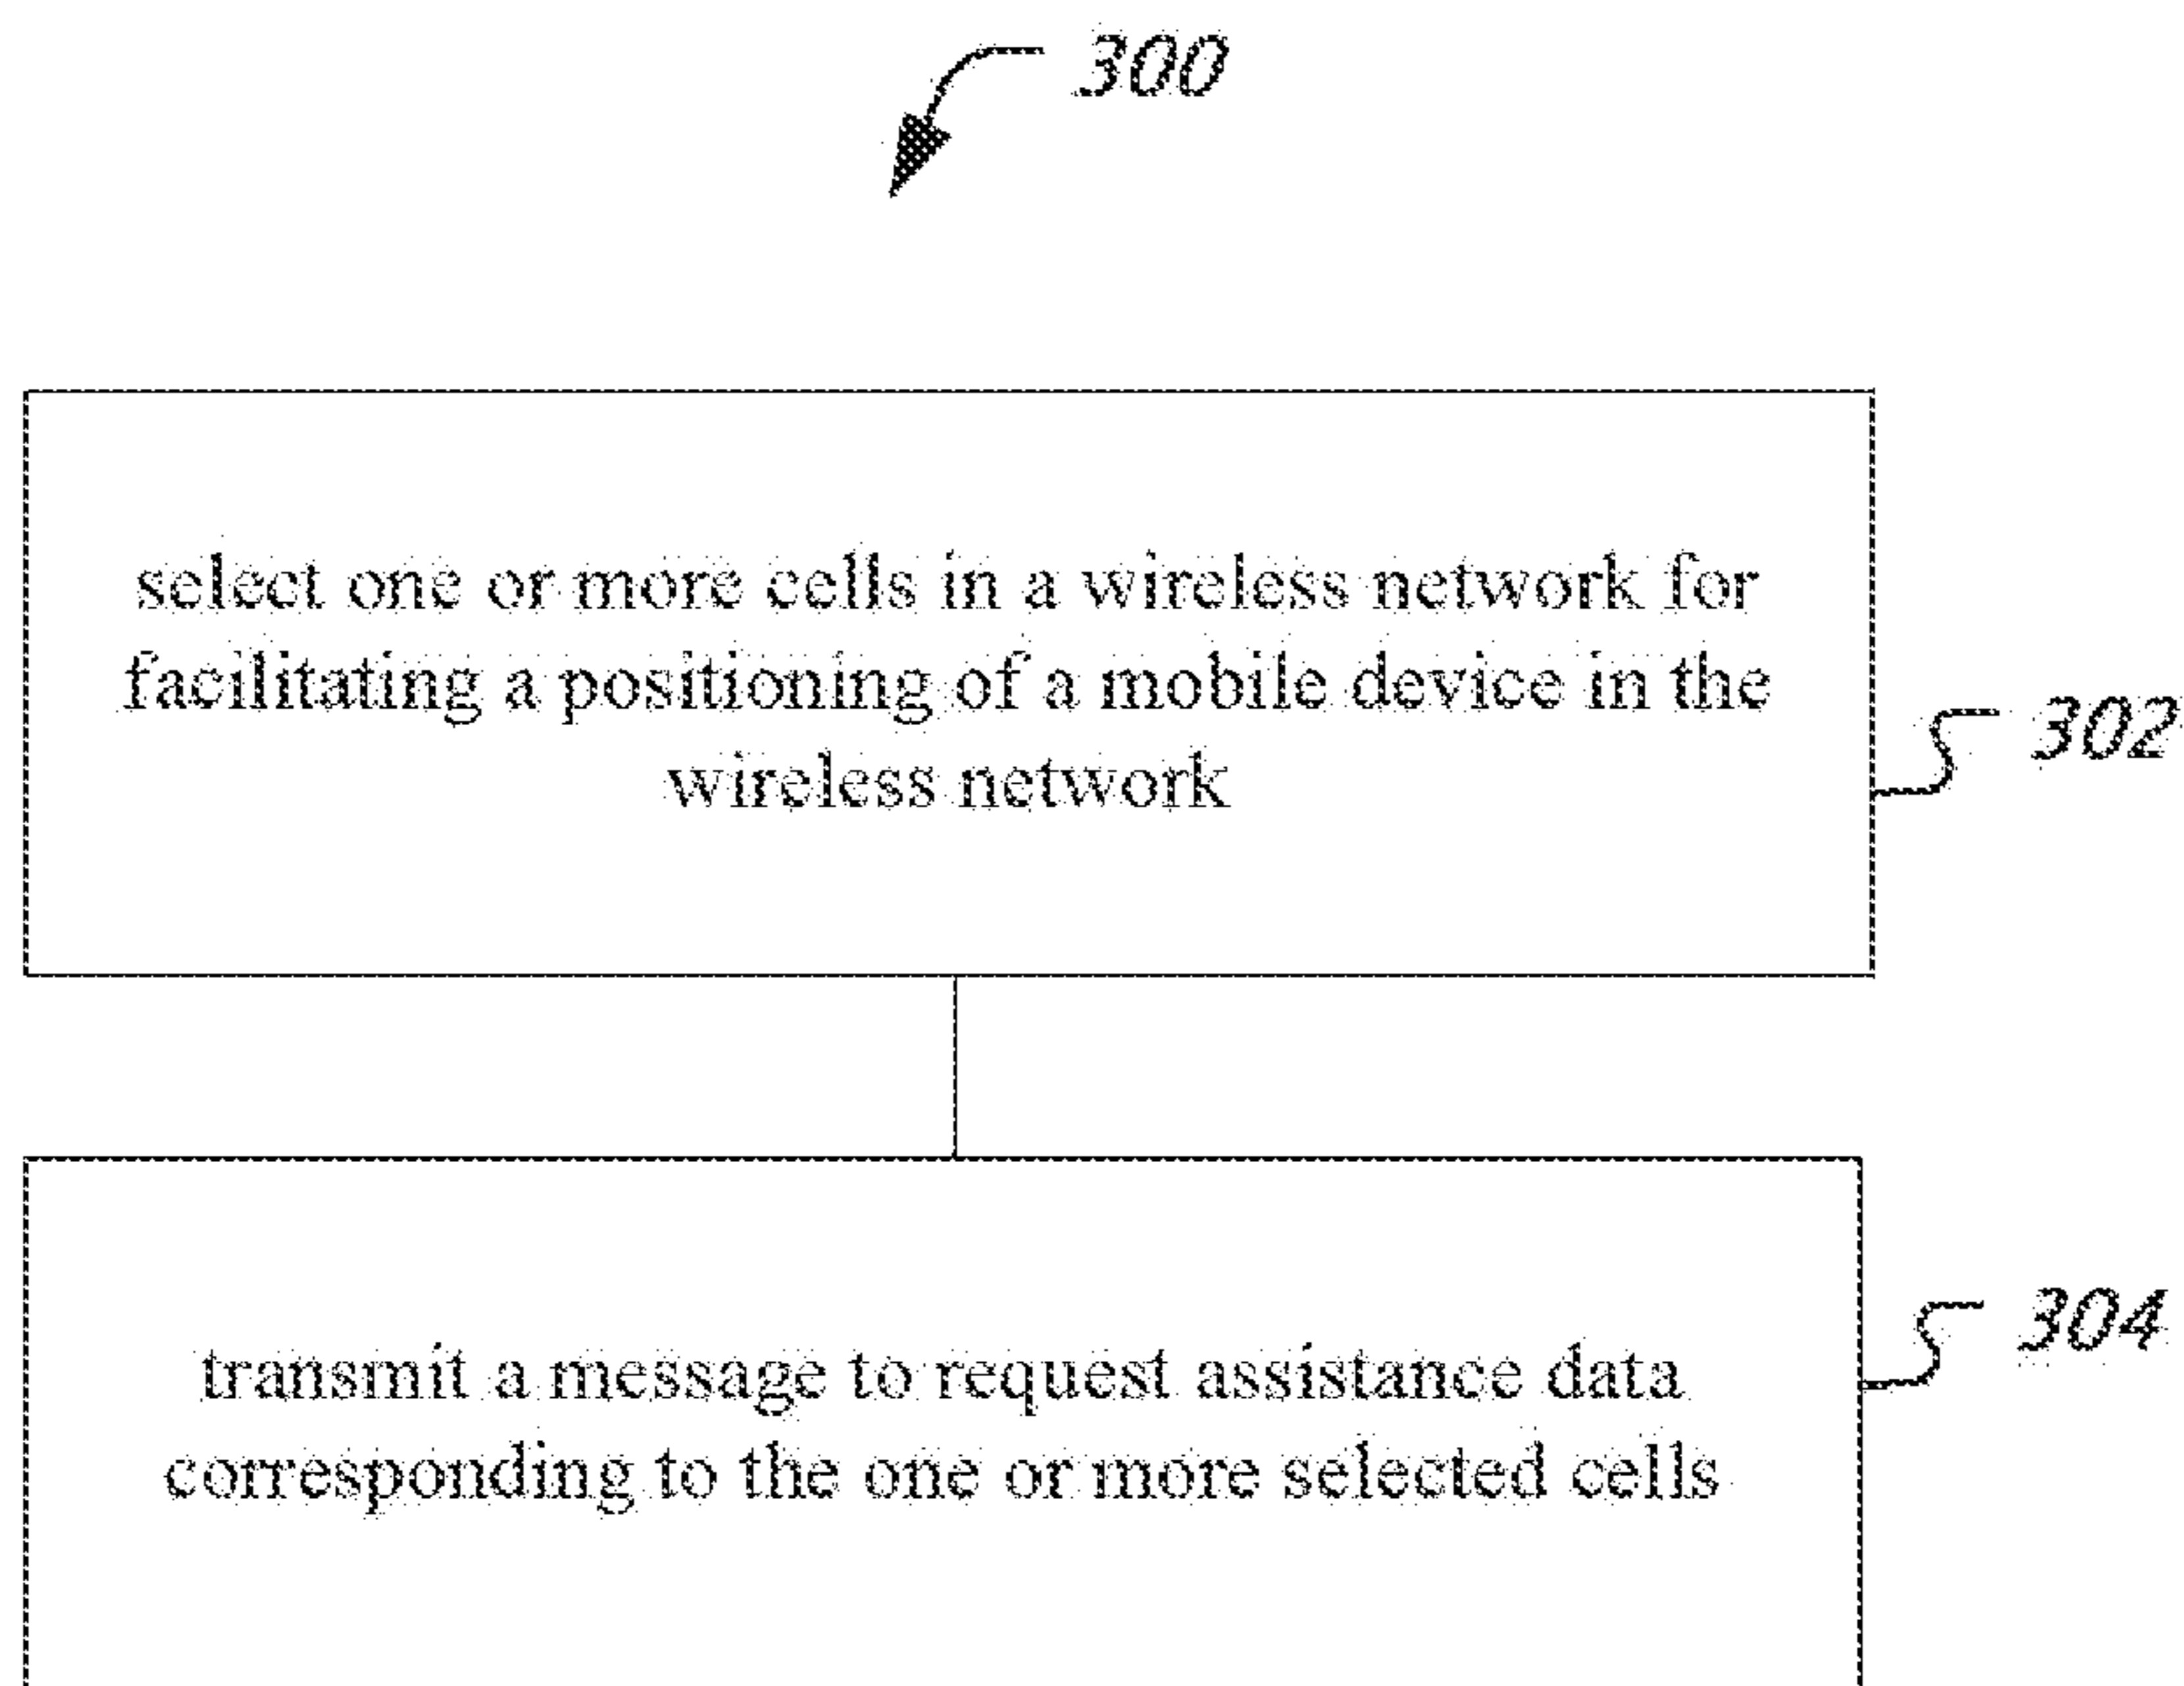 300
select one or more cells in a wireless network for
facilitating a positioning of a mobile device in the
wireless network
302
transmit a message to request assistance data
corresponding to the one or more selected cells
304